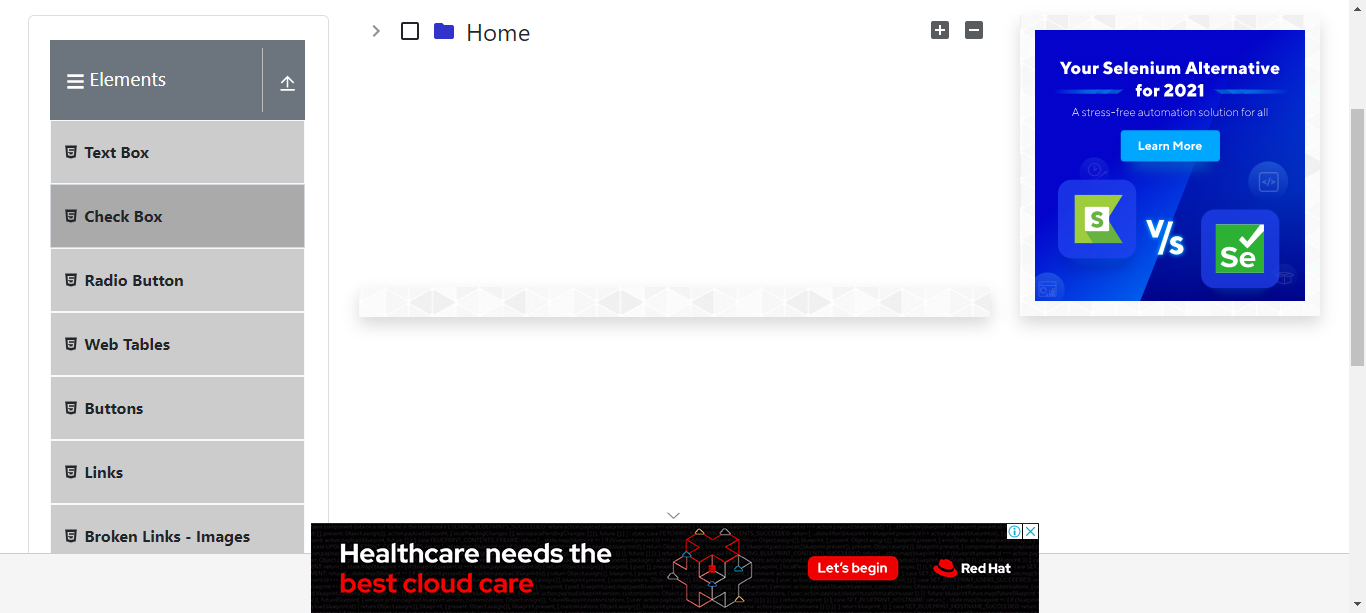 Elements
Text Box
Check Box
Radio Button
Web Tables
Buttons
Links
Broken Links - Images
Home
Your Selenium Alternative
for 2021
A stress-free automation solution for all
Learn More
S
V/S
Se
Healthcare needs the
best cloud care
Let's begin
Red Hat